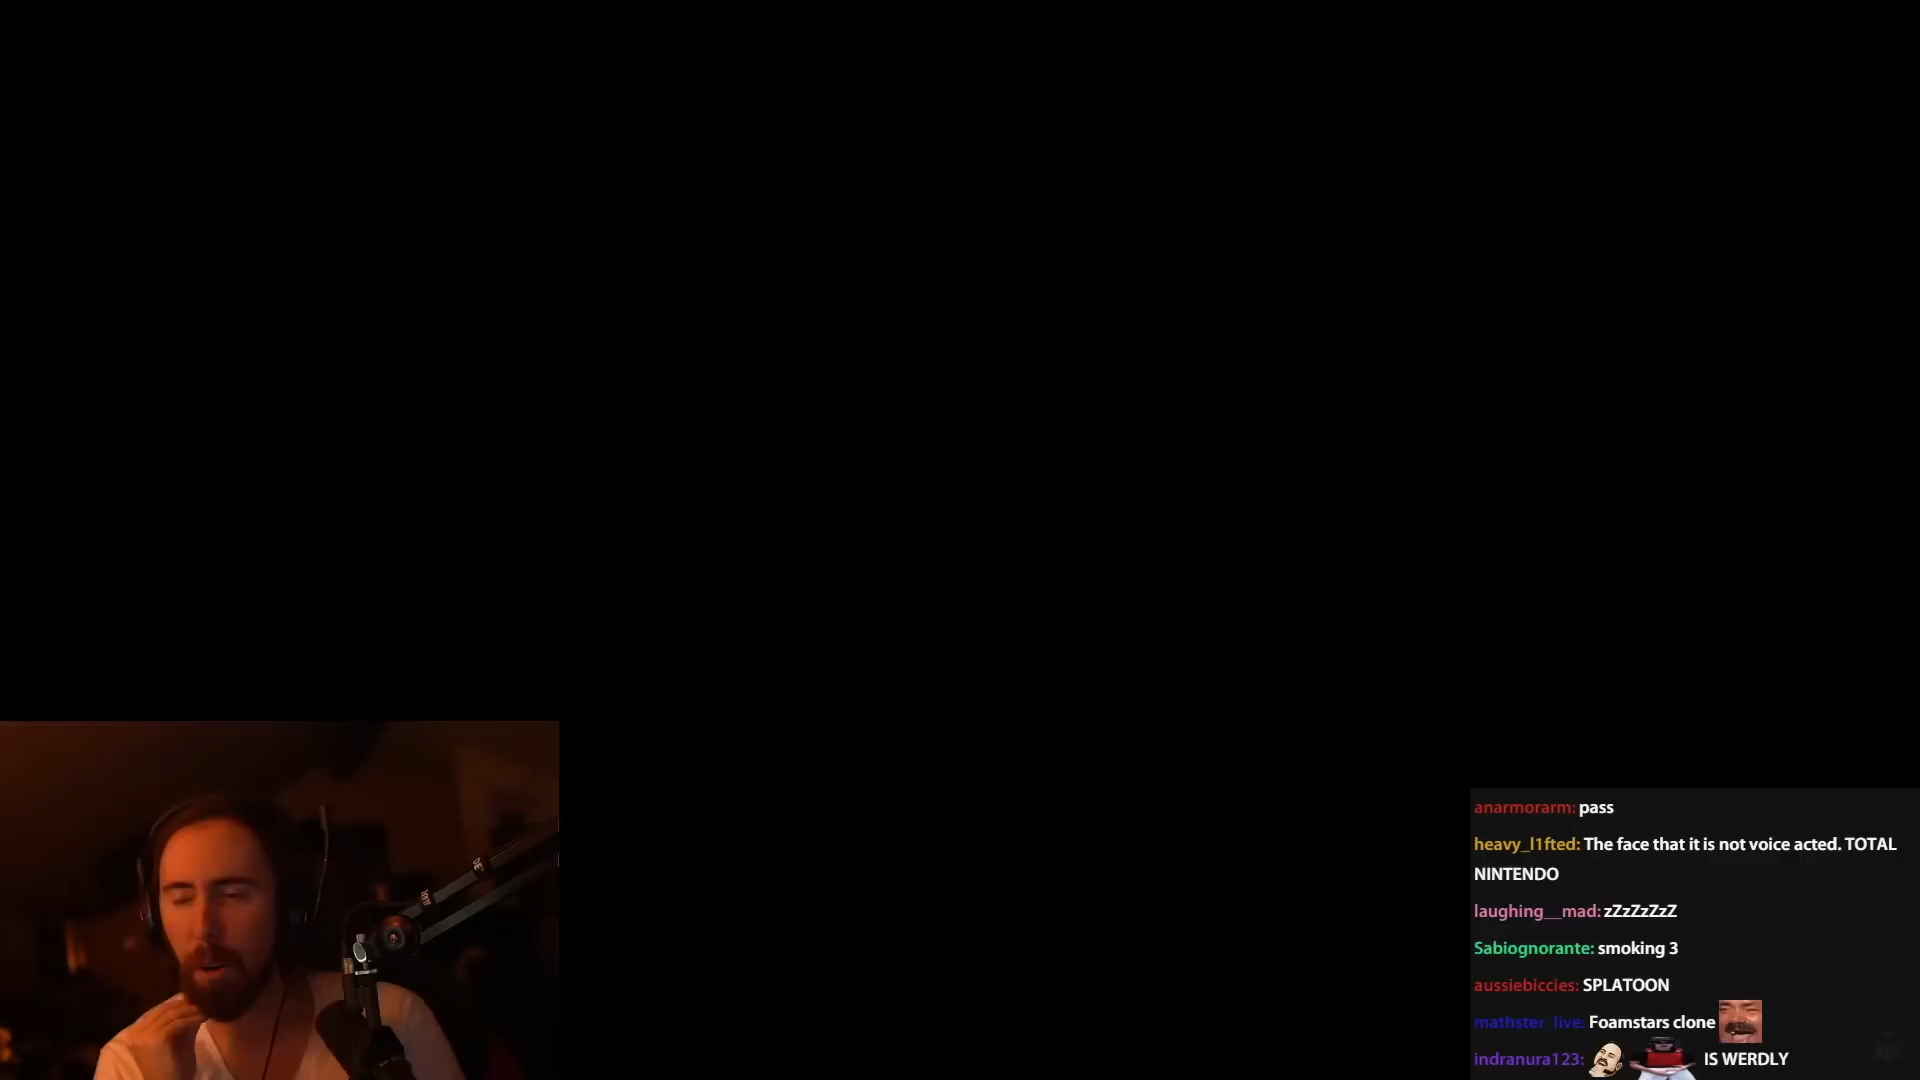 anarmorarm: pass
heavy_l1fted: The face that it is not voice acted. TOTAL
NINTENDO
laughing__mad: zZzZzZzZ
Sabiognorante: smoking 3
aussiebiccies: SPLATOON
mathster_live: Foamstars clone
indranura123: IS WERDLY